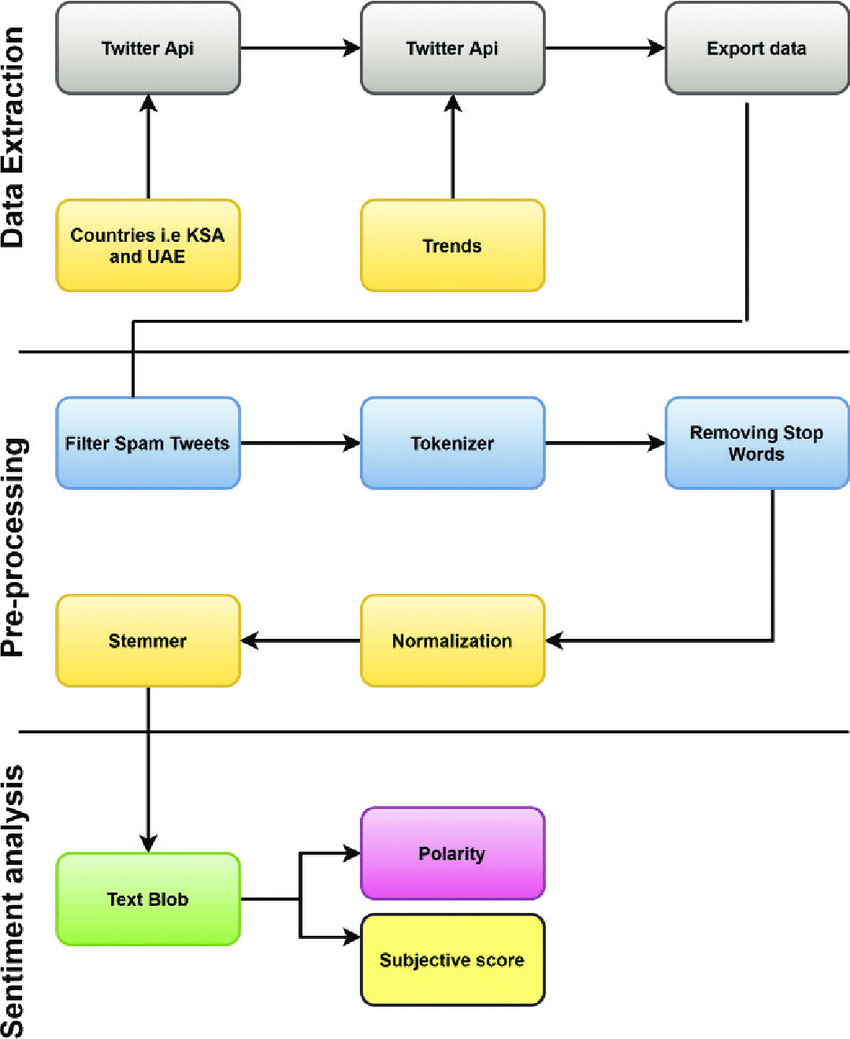 Data Extraction
Twitter Api
Twitter Api
Export data
Countries i.e KSA
and UAE
Trends
Pre-processing
Filter Spam Tweets
Tokenizer
Removing Stop
Words
Stemmer
Normalization
Sentiment analysis
Text Blob
Polarity
Subjective score